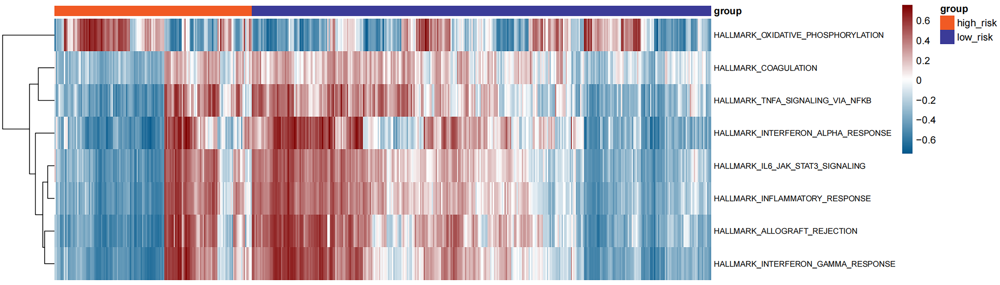 group
HALLMARK_OXIDATIVE_PHOSPHORYLATION
HALLMARK_COAGULATION
HALLMARK_TNFA_SIGNALING_VIA_NFKB
HALLMARK_INTERFERON_ALPHA_RESPONSE
HALLMARK_IL6_JAK_STAT3_SIGNALING
HALLMARK_INFLAMMATORY_RESPONSE
HALLMARK_ALLOGRAFT_REJECTION
HALLMARK_INTERFERON_GAMMA_RESPONSE
0.6
0.4
0.2
0
−0.2
−0.4
−0.6
group
high_risk
low_risk